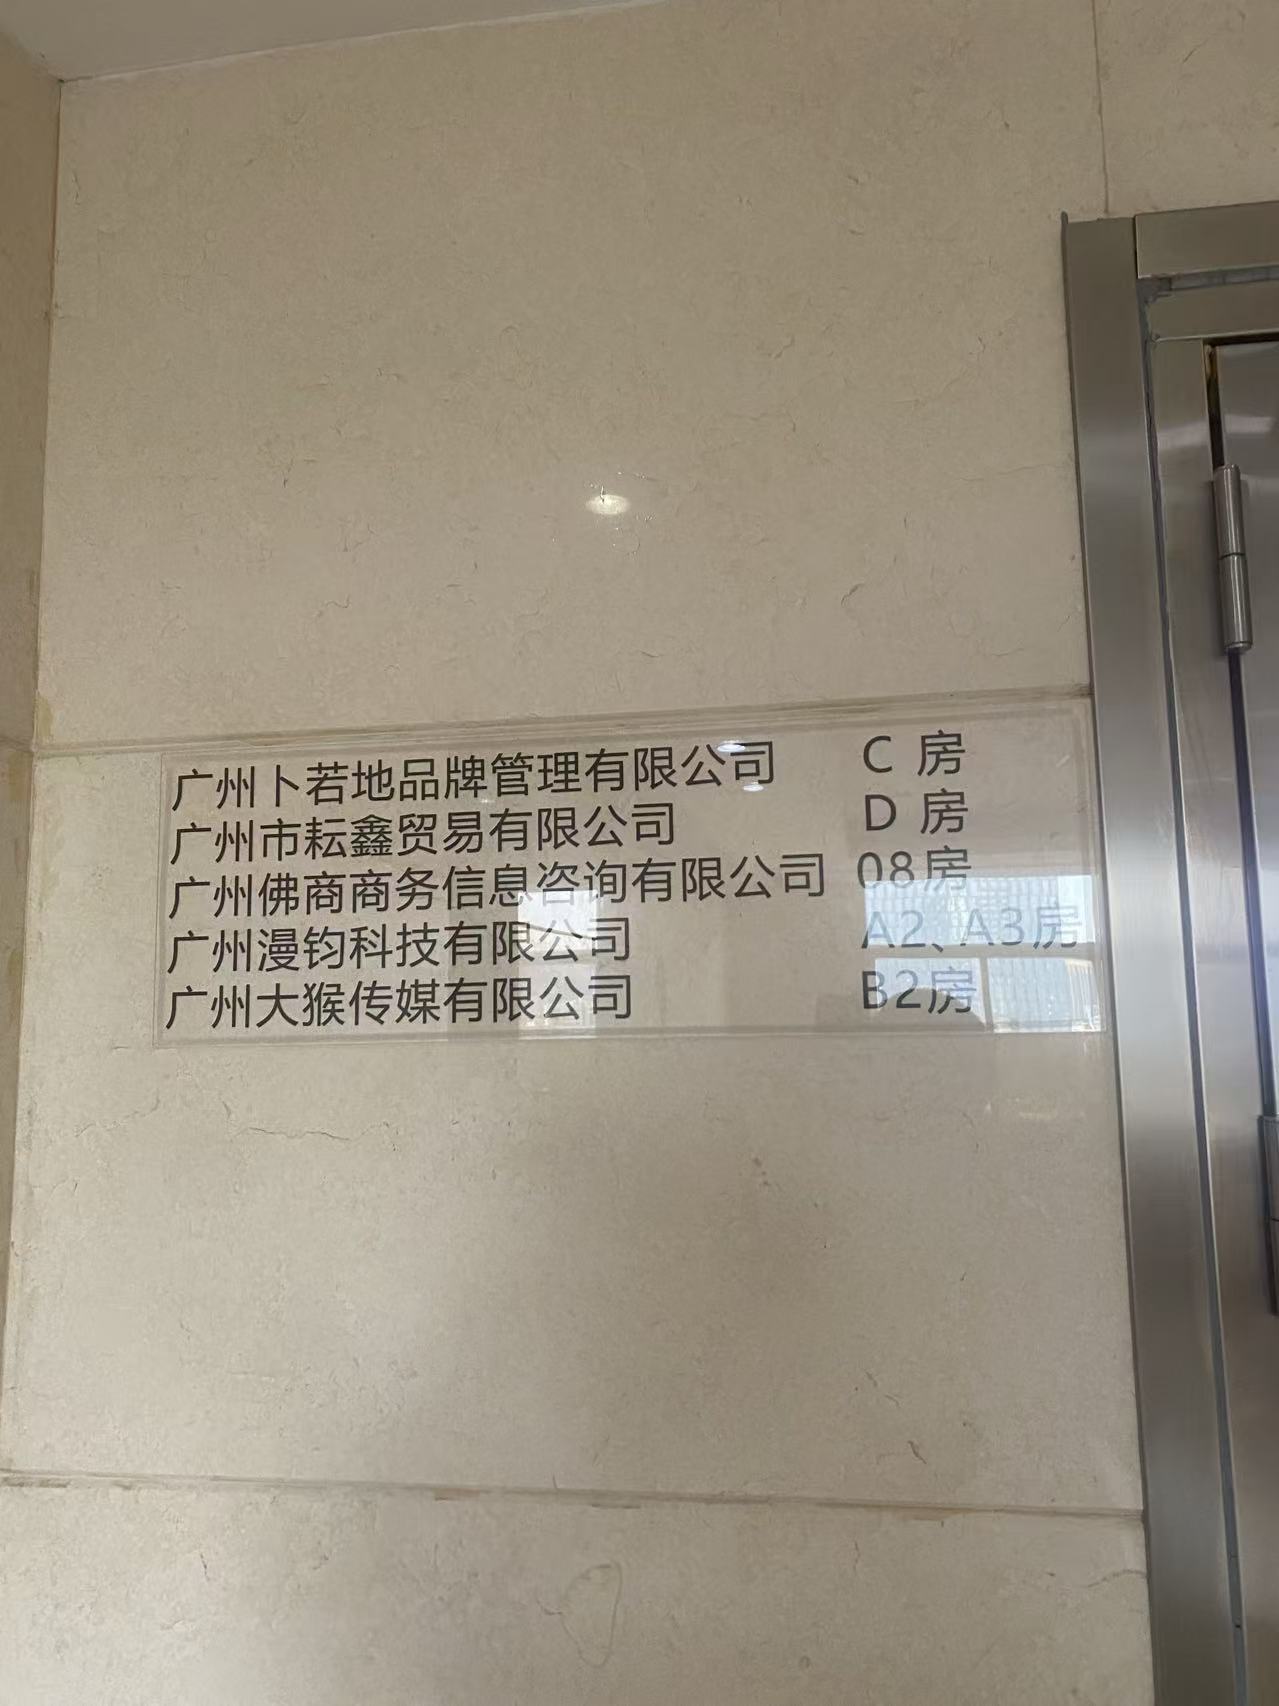 广州卜若地品牌管理有限公司 C 房
广州市耘鑫贸易有限公司 D 房
广州佛商商务信息咨询有限公司 08房
广州漫钧科技有限公司 A2、A3房
广州大猴传媒有限公司 B2房